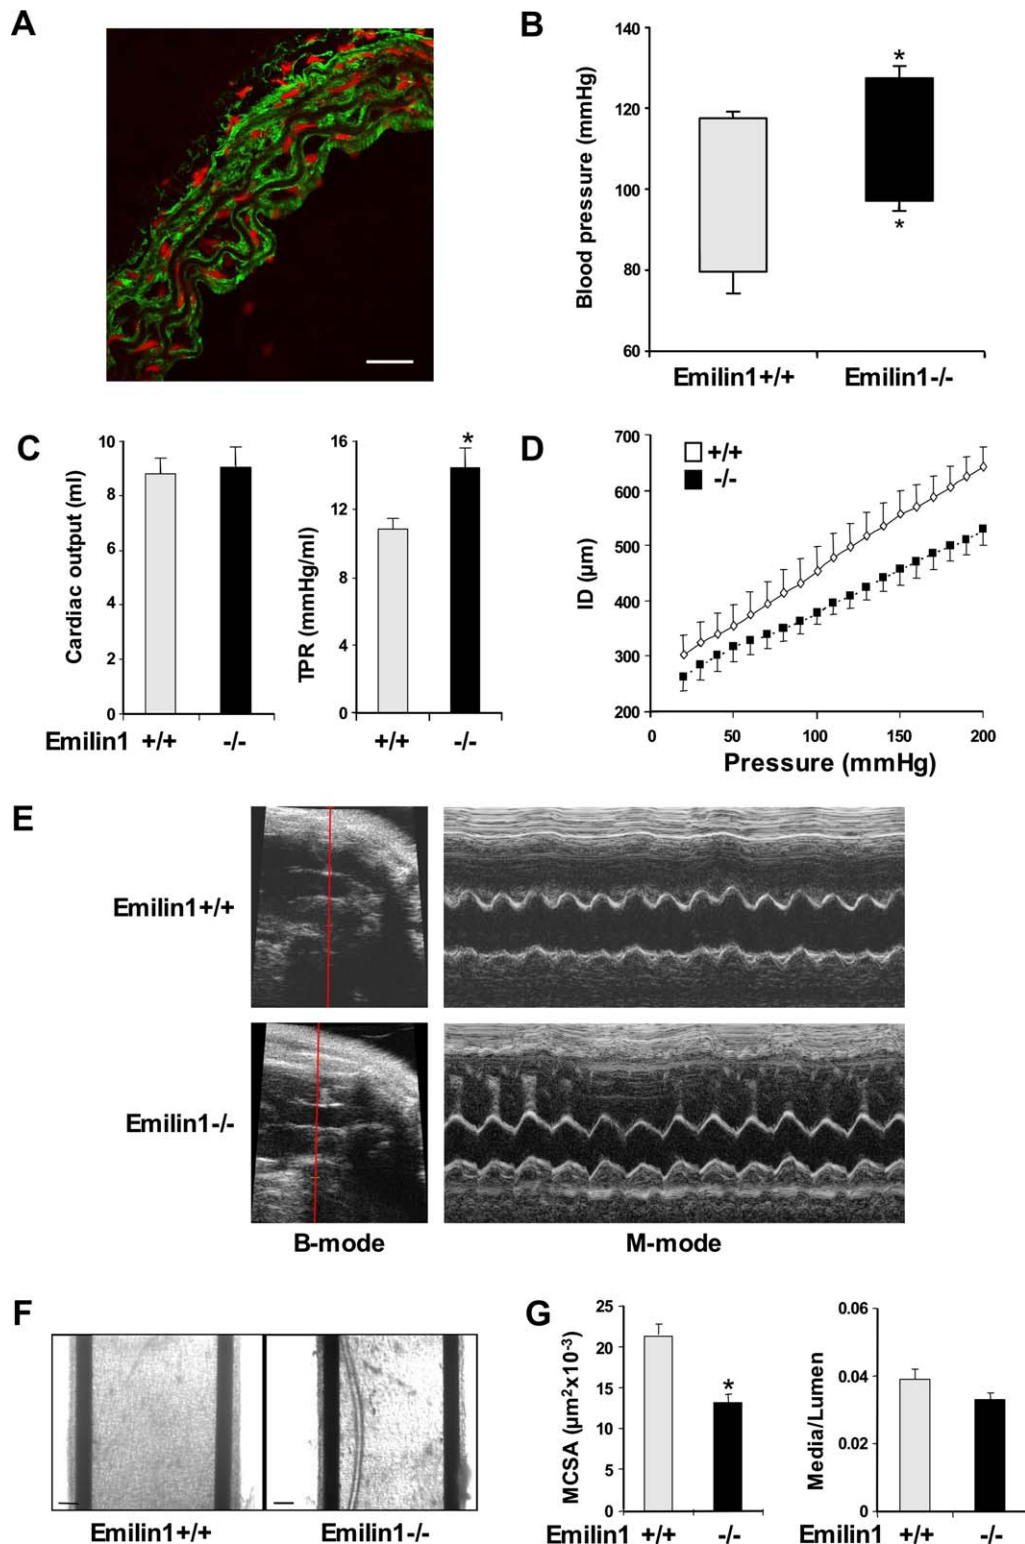 A
B
Blood pressure (mmHg)
140
120
100
80
60
*
*
Emilin1+/+
Emilin1-/-
C
Cardiac output (ml)
10
8
6
4
2
0
Emilin1 +/+ -/-
TPR (mmHg/ml)
16
12
8
4
0
*
+/+ -/-
D
ID (μm)
700
600
500
400
300
200
+/+
-/-
0 50 100 150 200
Pressure (mmHg)
E
Emilin1+/+
Emilin1-/-
B-mode
M-mode
F
Emilin1+/+
Emilin1-/-
G
MCSA (μm²x10⁻³)
25
20
15
10
5
0
*
Emilin1 +/+ -/-
Media/Lumen
0.06
0.04
0.02
0
Emilin1 +/+ -/-